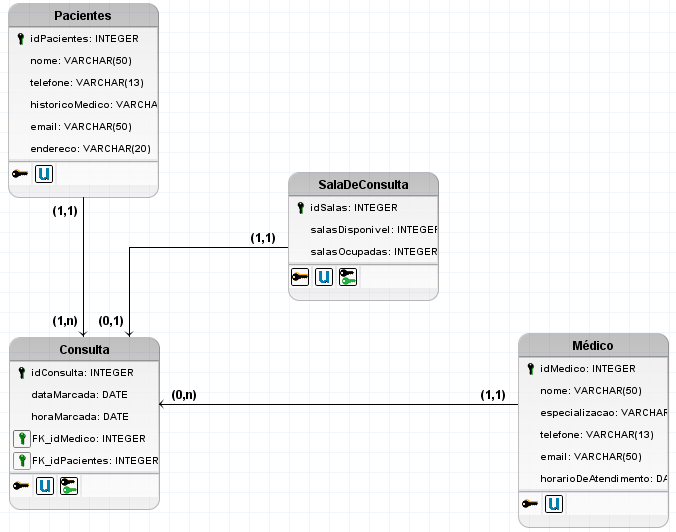 Pacientes
idPacientes: INTEGER
nome: VARCHAR(50)
telefone: VARCHAR(13)
historicoMedico: VARCHA
email: VARCHAR(50)
endereco: VARCHAR(20)
(1,1)
SalaDeConsulta
idSalas: INTEGER
salasDisponivel: INTEGER
salasOcupadas: INTEGER
(1,1)
(1,n)
(0,1)
Consulta
idConsulta: INTEGER
dataMarcada: DATE
horaMarcada: DATE
FK_idMedico: INTEGER
FK_idPacientes: INTEGER
(0,n)
(1,1)
Médico
idMedico: INTEGER
nome: VARCHAR(50)
especializacao: VARCHAR
telefone: VARCHAR(13)
email: VARCHAR(50)
horarioDeAtendimento: DA